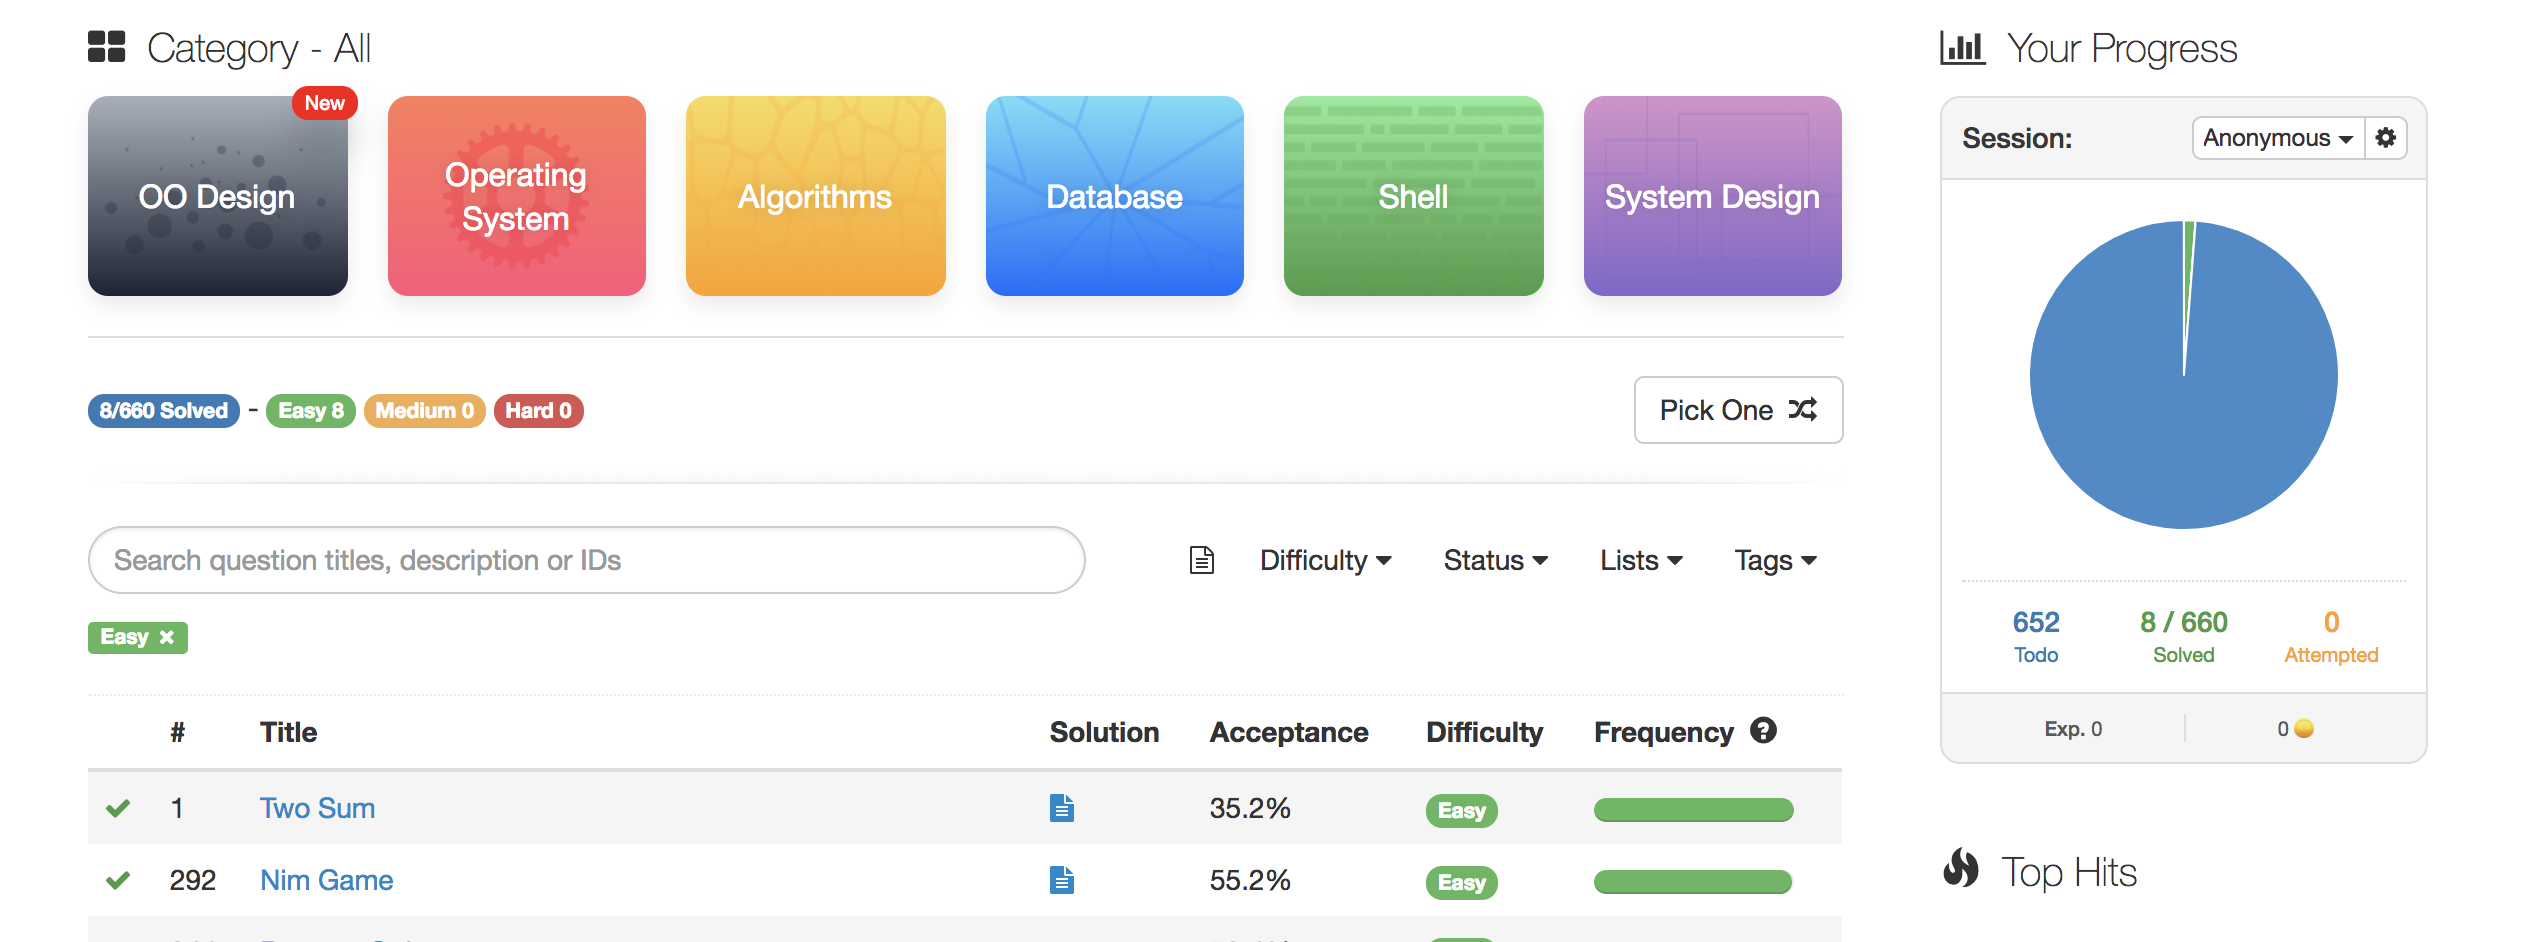 Category - All
New
OO Design
Operating
System
Algorithms
Database
Shell
System Design
8/660 Solved - Easy 8 Medium 0 Hard 0
Pick One
Search question titles, description or IDs
Difficulty
Status
Lists
Tags
Easy ×
# Title Solution Acceptance Difficulty Frequency ?
1 Two Sum 35.2% Easy
292 Nim Game 55.2% Easy
Your Progress
Session: Anonymous
652 8 / 660 0
Todo Solved Attempted
Exp. 0 0
Top Hits